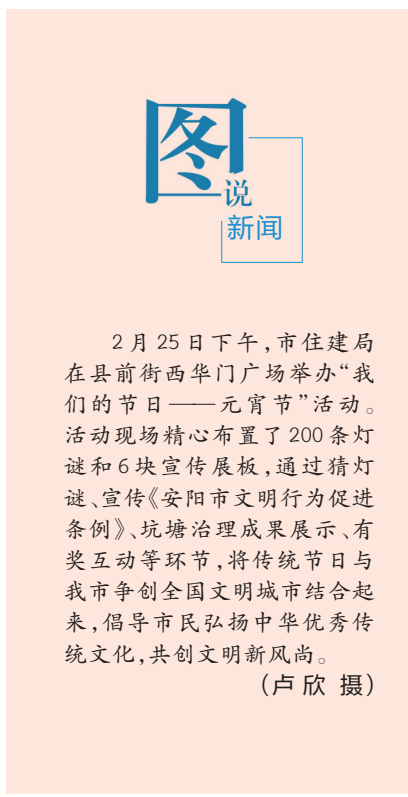 图
说
新闻
2月25日下午，市住建局
在县前街西华门广场举办“我
们的节日——元宵节”活动。
活动现场精心布置了200条灯
谜和6块宣传展板，通过猜灯
谜、宣传《安阳市文明行为促进
条例》、坑塘治理成果展示、有
奖互动等环节，将传统节日与
我市争创全国文明城市结合起
来，倡导市民弘扬中华优秀传
统文化，共创文明新风尚。
（卢欣 摄）